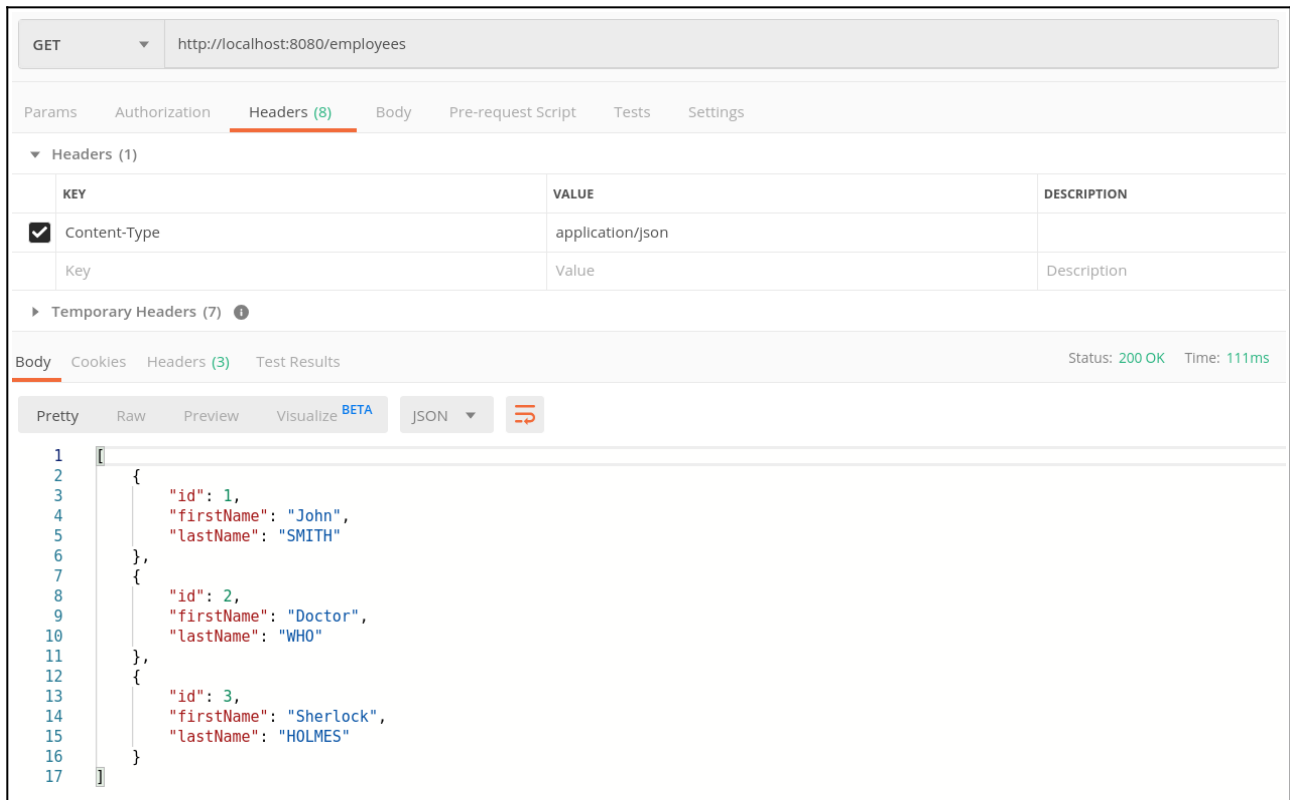 GET http://localhost:8080/employees
Params Authorization Headers (8) Body Pre-request Script Tests Settings
Headers (1)
KEY VALUE DESCRIPTION
Content-Type application/json
Key Value Description
Temporary Headers (7) i
Body Cookies Headers (3) Test Results Status: 200 OK Time: 111ms
Pretty Raw Preview Visualize BETA JSON
1 [
2 {
3 "id": 1,
4 "firstName": "John",
5 "lastName": "SMITH"
6 },
7 {
8 "id": 2,
9 "firstName": "Doctor",
10 "lastName": "WHO"
11 },
12 {
13 "id": 3,
14 "firstName": "Sherlock",
15 "lastName": "HOLMES"
16 }
17 ]